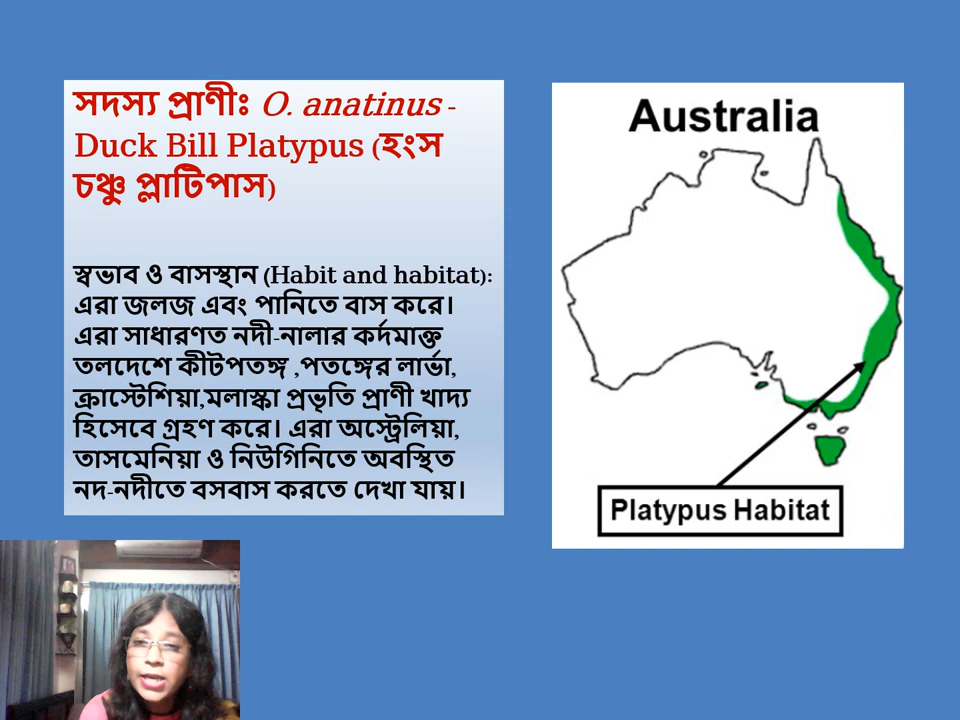 সদস্য প্রাণীঃ O. anatinus -
Duck Bill Platypus (হংস
চঞ্চু প্লাটিপাস)
স্বভাব ও বাসস্থান (Habit and habitat):
এরা জলজ এবং পানিতে বাস করে।
এরা সাধারণত নদী-নালার কর্দমাক্ত
তলদেশে কীটপতঙ্গ ,পতঙ্গের লার্ভা,
ক্রাস্টেশিয়া,মলাস্কা প্রভৃতি প্রাণী খাদ্য
হিসেবে গ্রহণ করে। এরা অস্ট্রেলিয়া,
তাসমেনিয়া ও নিউগিনিতে অবস্থিত
নদ-নদীতে বসবাস করতে দেখা যায়।
Australia
Platypus Habitat